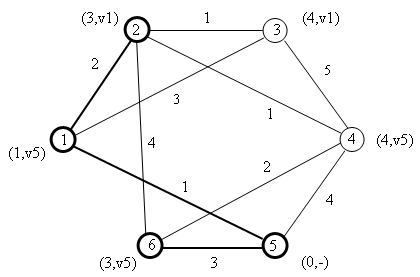 (3,v1) 1 (4,v1)
2 3
2 5
3 1
1 4 (4,v5)
(1,v5) 4 2
1 4
6 5
(3,v5) 3 (0,-)